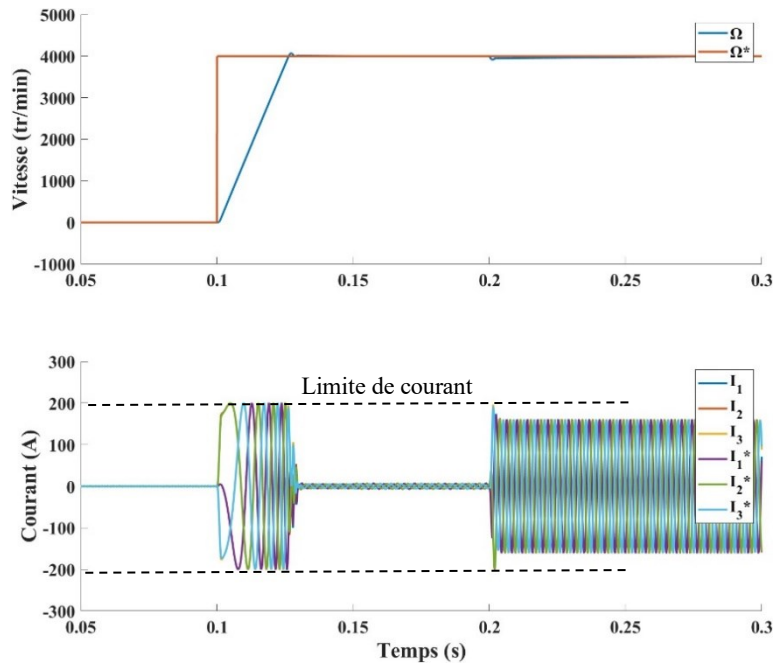 5000
4000
3000
2000
1000
0
-1000
Vitesse (tr/min)
0.05 0.1 0.15 0.2 0.25 0.3
Ω
Ω*
300
200
100
0
-100
-200
-300
Courant (A)
Limite de courant
I1
I2
I3
I1*
I2*
I3*
0.05 0.1 0.15 0.2 0.25 0.3
Temps (s)